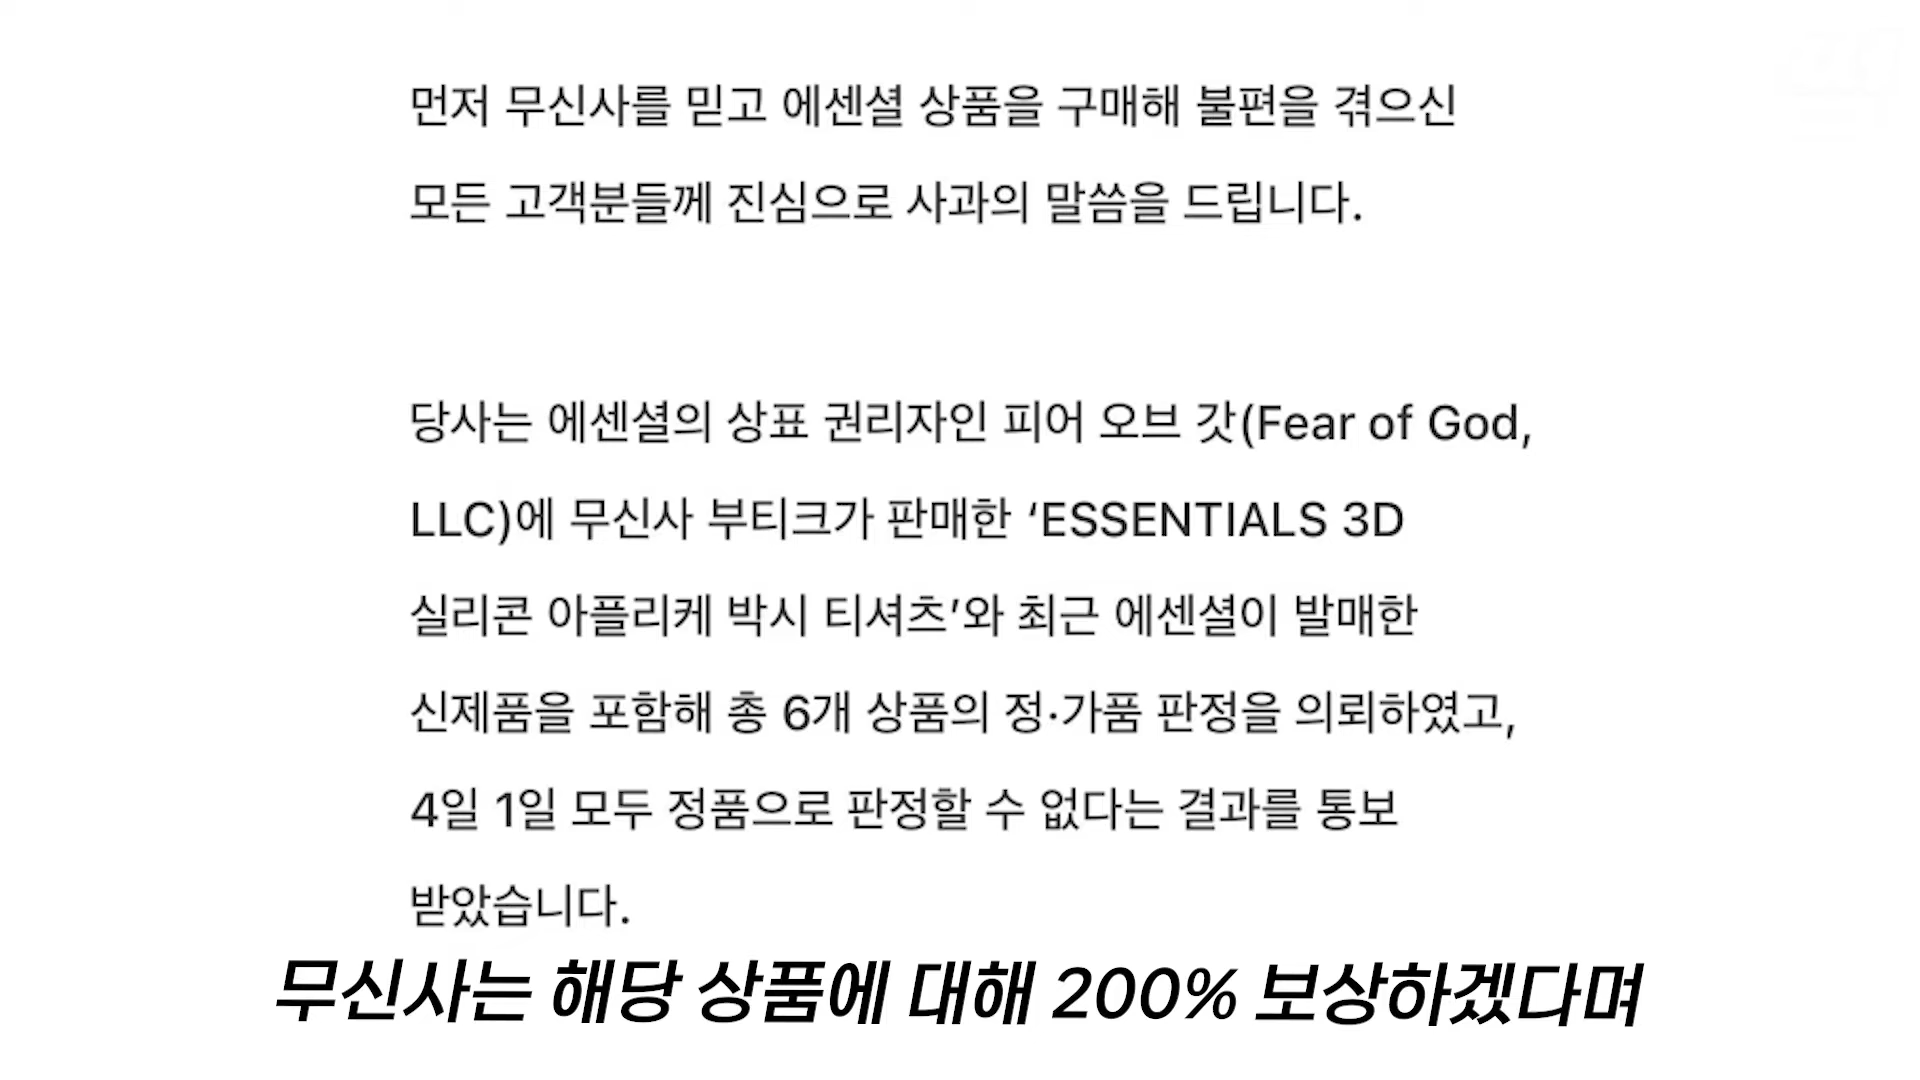 먼저 무신사를 믿고 에센셜 상품을 구매해 불편을 겪으신
모든 고객분들께 진심으로 사과의 말씀을 드립니다.
당사는 에센셜의 상표 권리자인 피어 오브 갓(Fear of God,
LLC)에 무신사 부티크가 판매한 ‘ESSENTIALS 3D
실리콘 아플리케 박시 티셔츠’와 최근 에센셜이 발매한
신제품을 포함해 총 6개 상품의 정·가품 판정을 의뢰하였고,
4일 1일 모두 정품으로 판정할 수 없다는 결과를 통보
받았습니다.
무신사는 해당 상품에 대해 200% 보상하겠다며